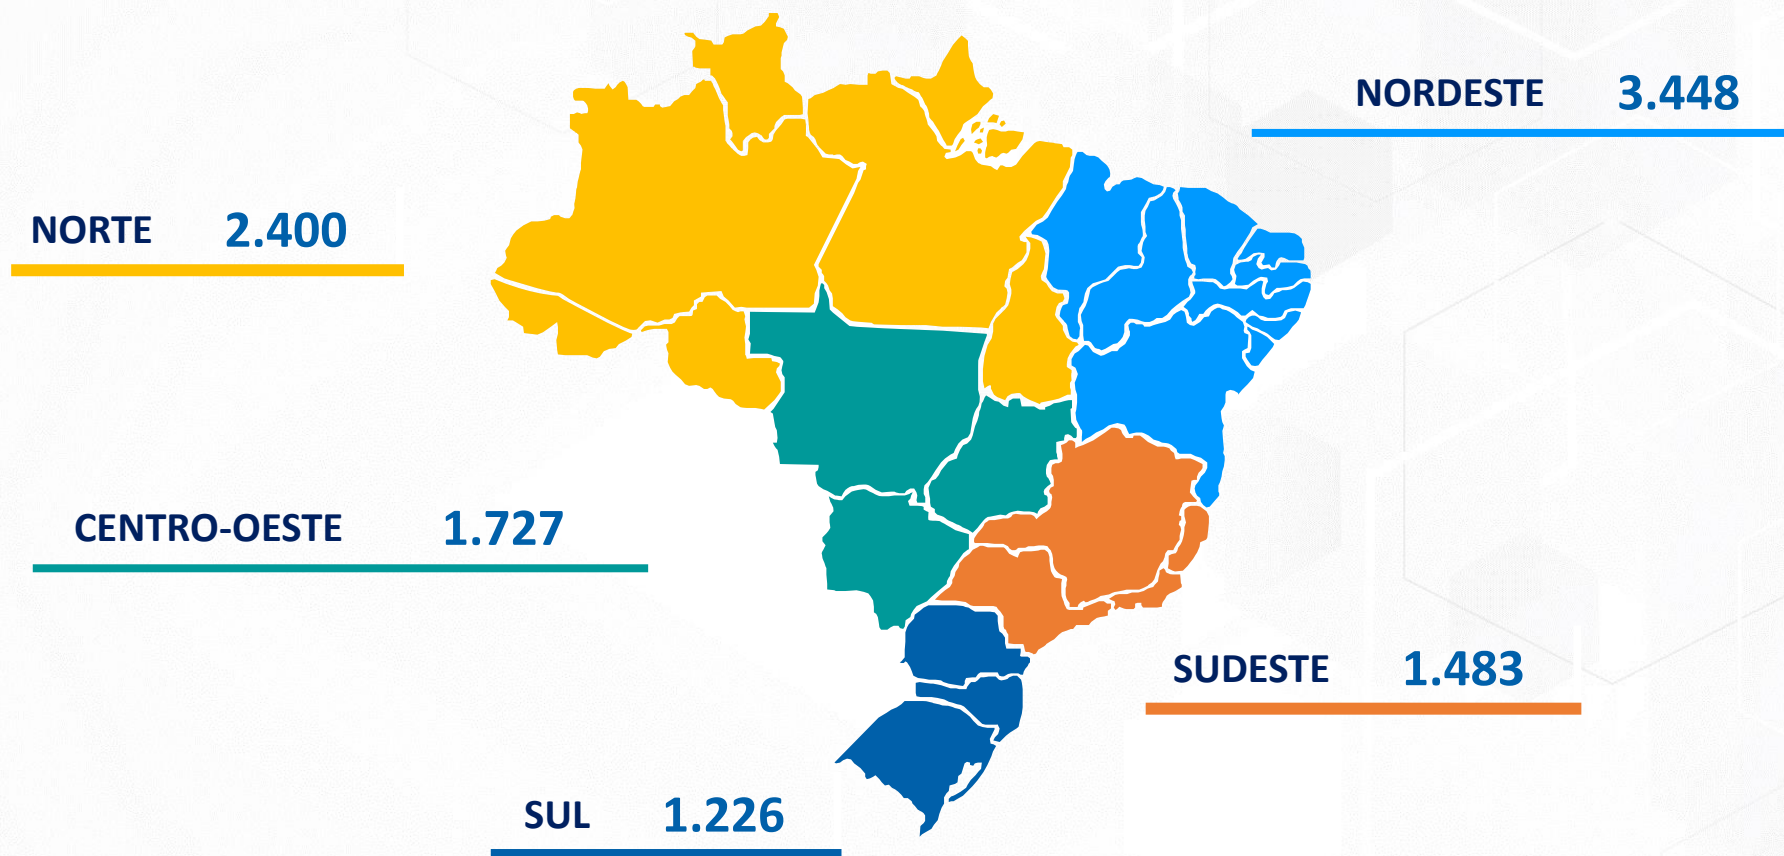 NORDESTE 3.448
NORTE 2.400
CENTRO-OESTE 1.727
SUDESTE 1.483
SUL 1.226